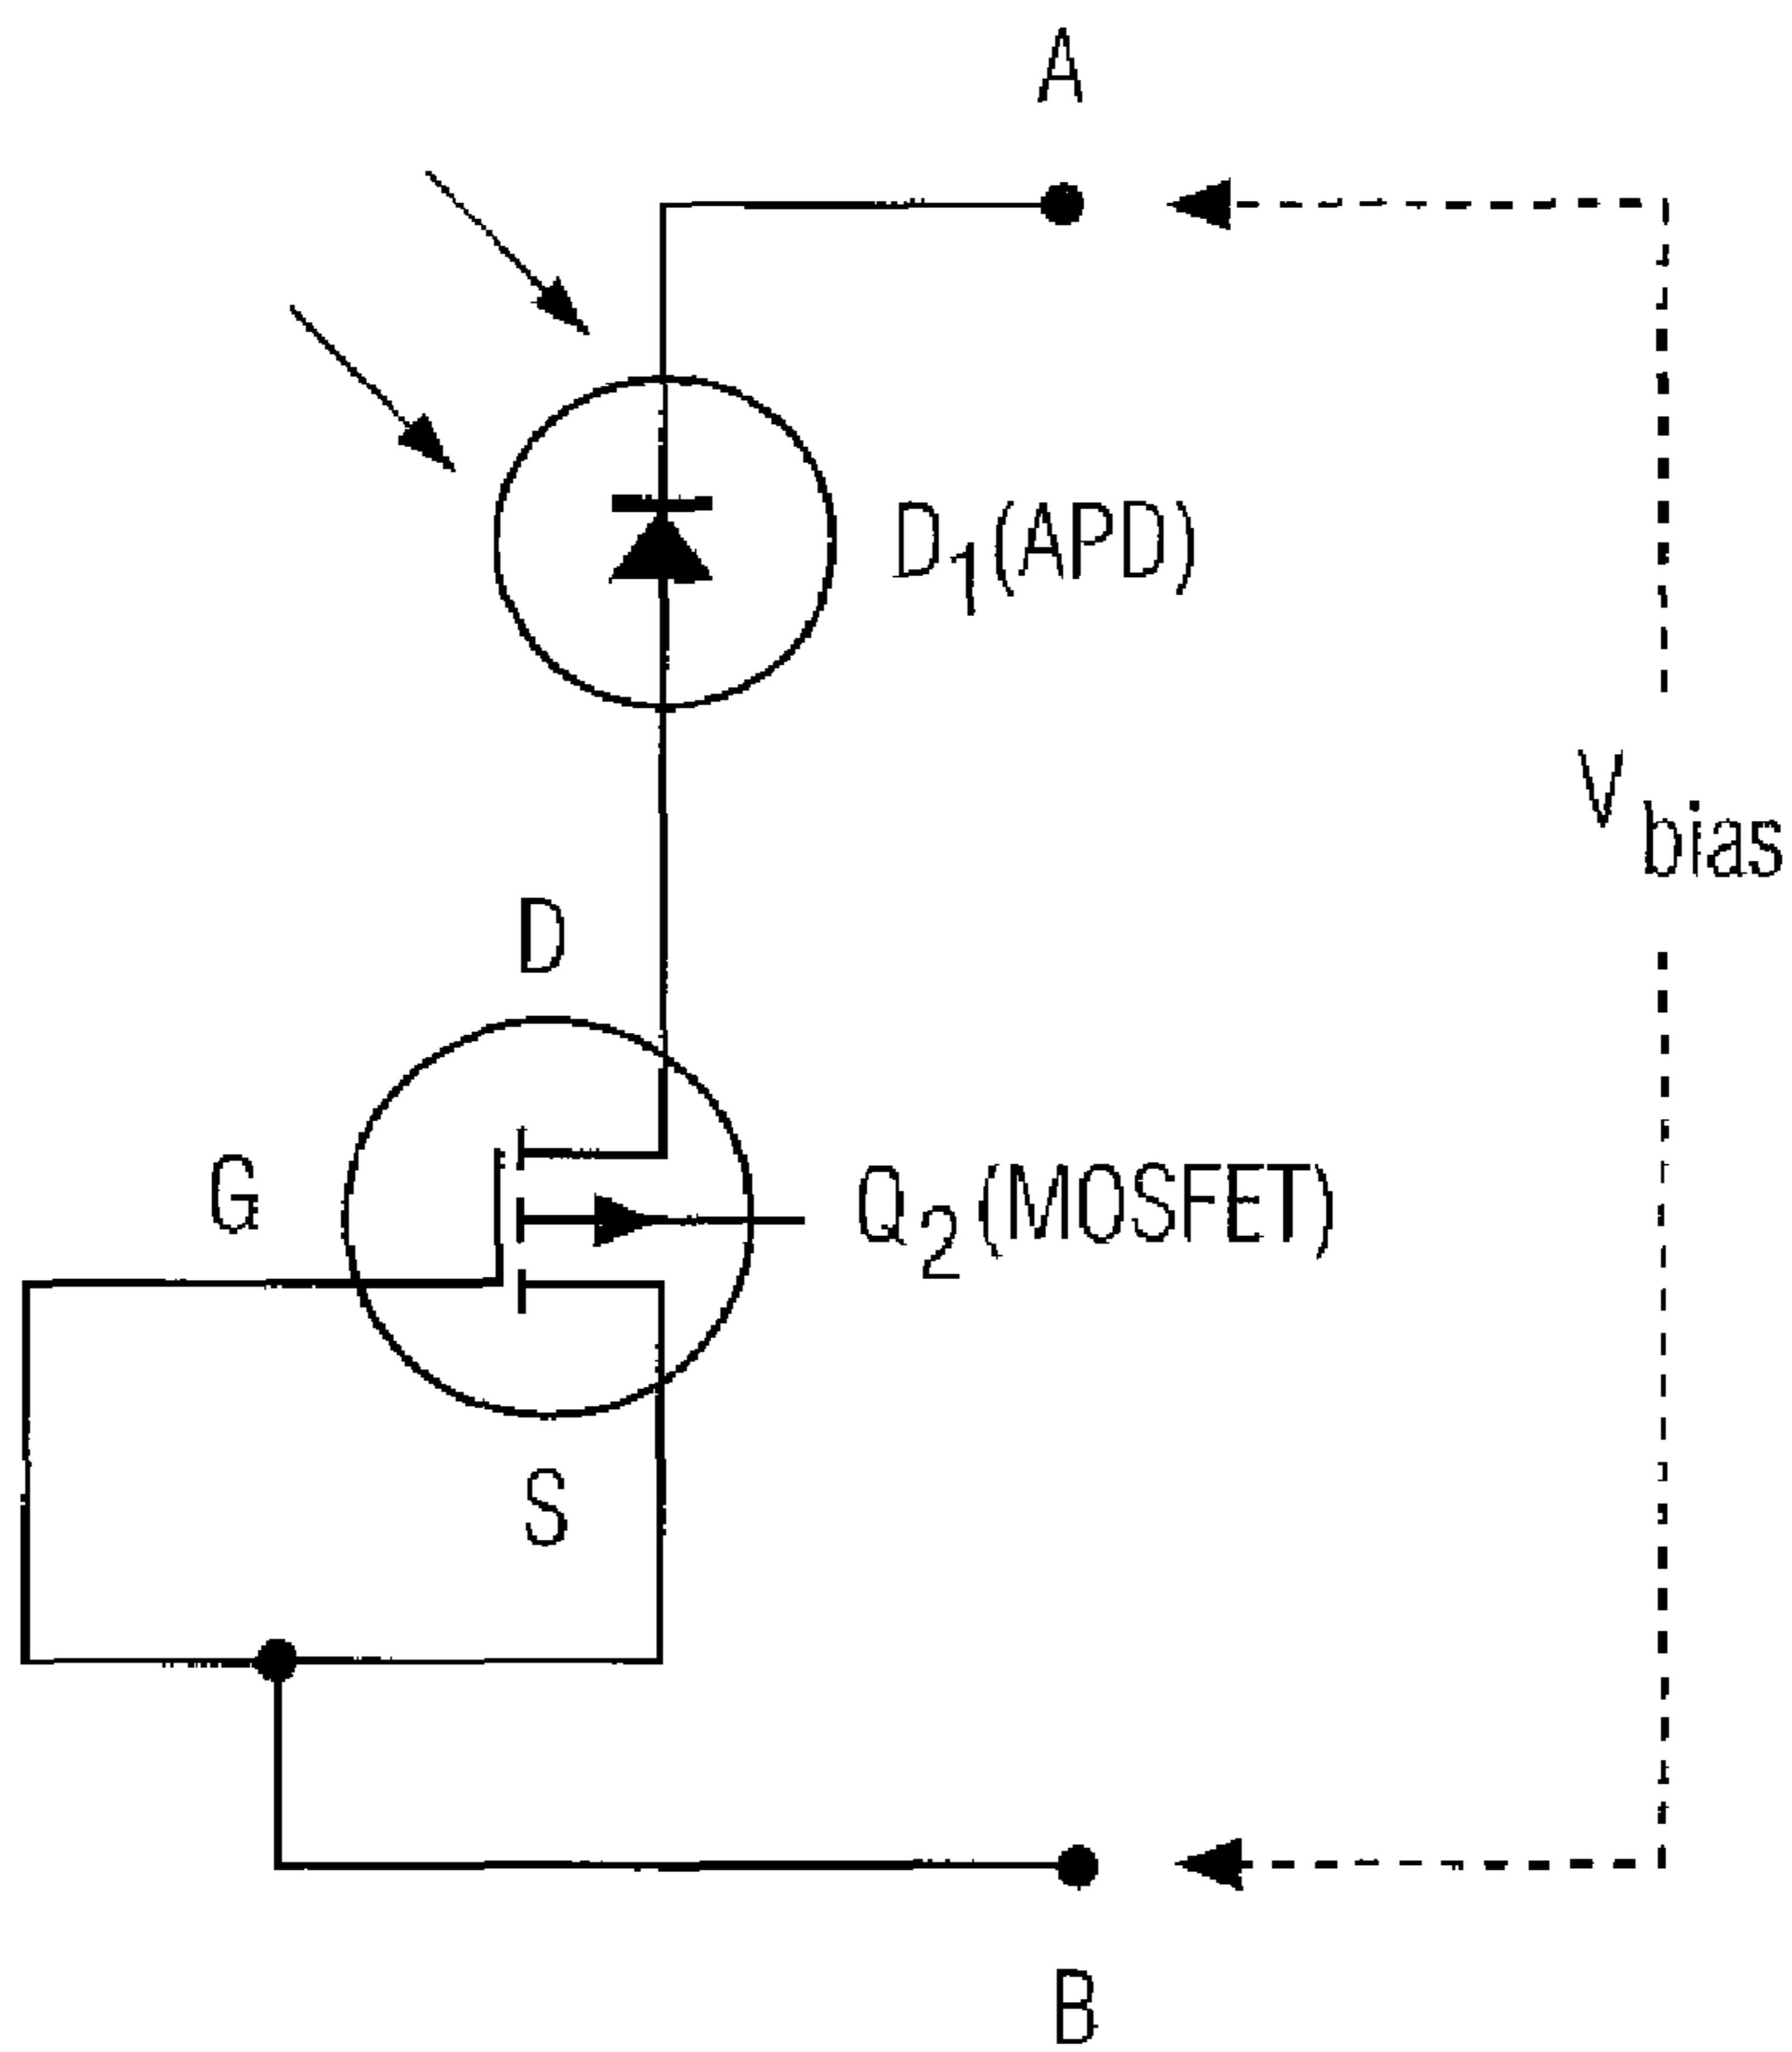 A
D1(APD)
Vbias
D
G
Q2(MOSFET)
S
B